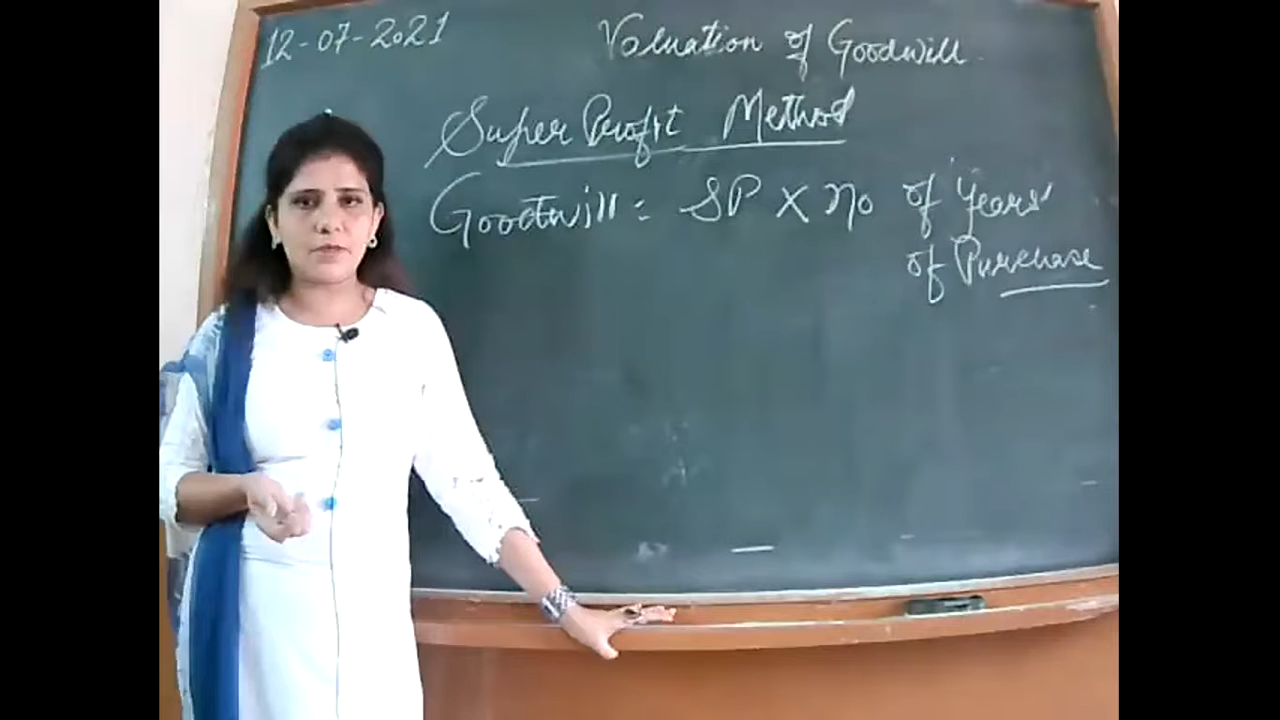 12-07-2021
Valuation of Goodwill
Super Profit Method
Goodwill = SP X no of years
of Purchase